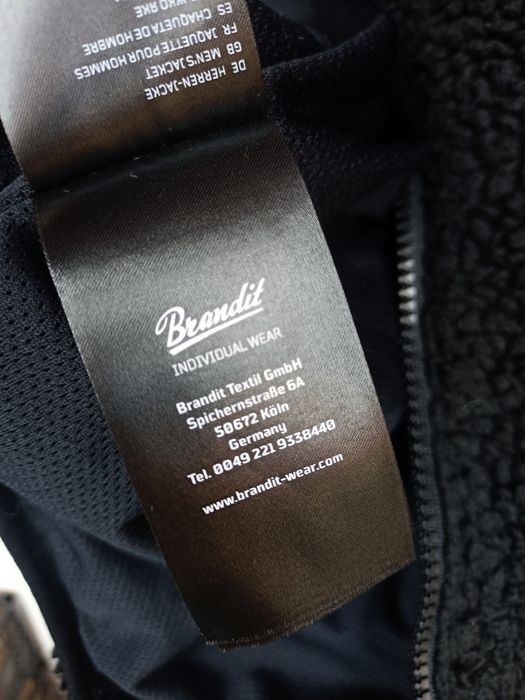 DE HERREN-JACKE
GB MEN'S JACKET
FR JAQUETTE POUR HOMMES
ES CHAQUETA DE HOMBRE
Brandit
INDIVIDUAL WEAR
Brandit Textil GmbH
Spichernstraße 6A
50672 Köln
Germany
Tel. 0049 221 9338440
www.brandit-wear.com